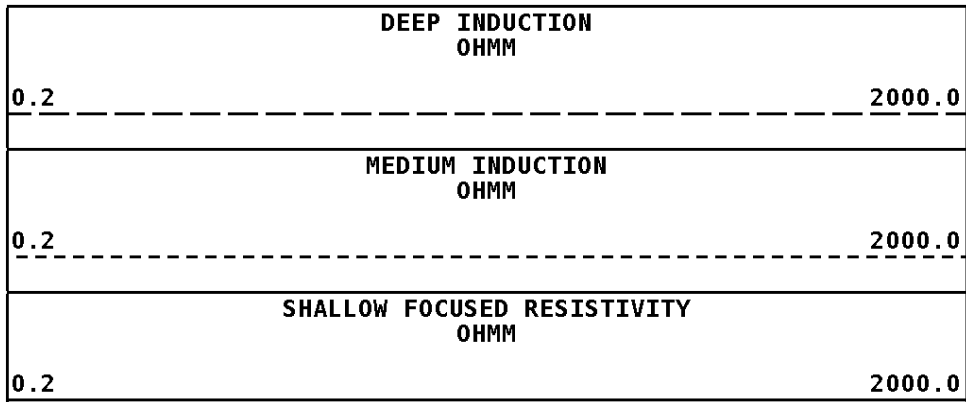 DEEP INDUCTION
OHMM
0.2 2000.0
MEDIUM INDUCTION
OHMM
0.2 2000.0
SHALLOW FOCUSED RESISTIVITY
OHMM
0.2 2000.0